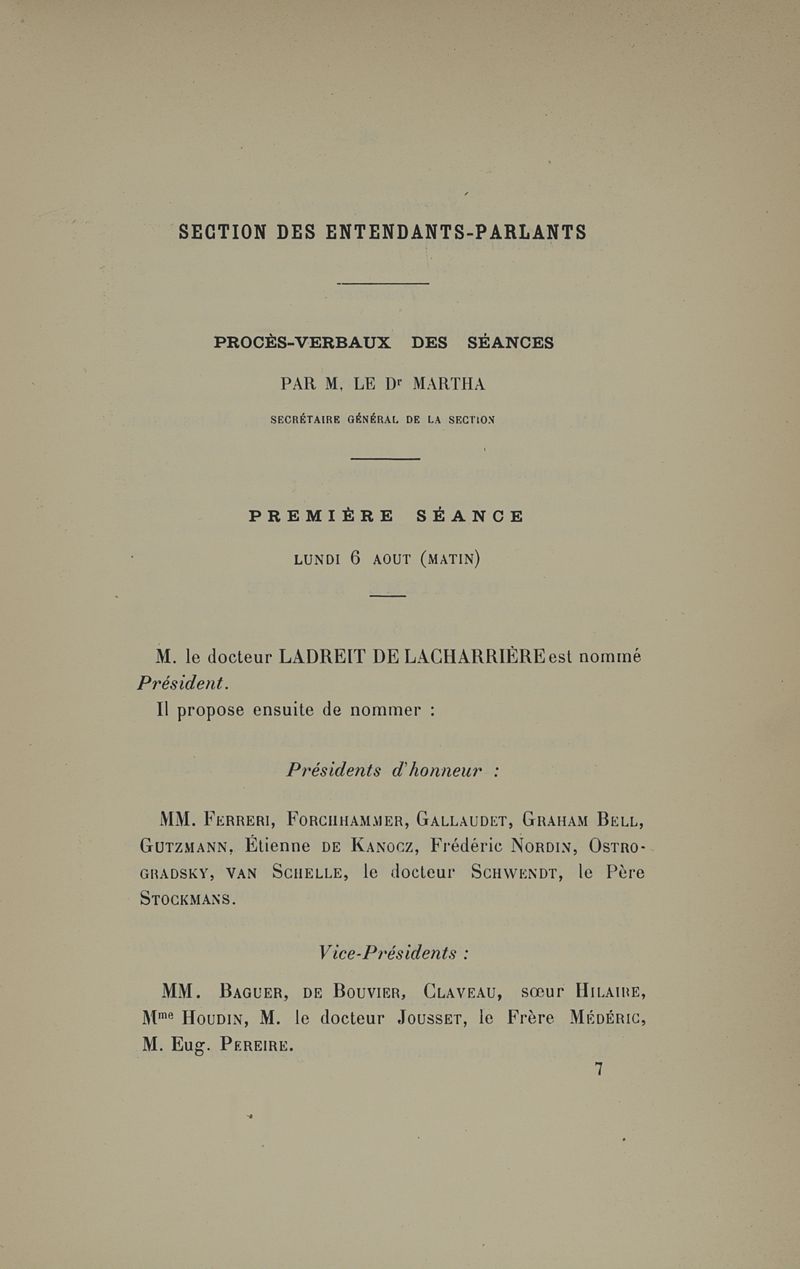 SECTION DES ENTENDANTS-PARLANTS
PROCÈS-VERBAUX DES SÉANCES
PAR M. LE Dr MARTHA
SECRÉTAIRE GÉNÉRAL DE LA SECTION
PREMIÈRE SÉANCE
LUNDI 6 AOUT (MATIN)
M. le docteur LADREIT DE LACHARRIÈRE est nommé
Président.
Il propose ensuite de nommer :
Présidents d'honneur :
MM. FERRERI, FORCHHAMMER, GALLAUDET, GRAHAM BELL,
GUTZMANN, Étienne DE KANOCZ, Frédéric NORDIN, OSTRO-
GRADSKY, VAN SCHELLE, le docteur SCHWENDT, le Père
STOCKMANS.
Vice-Présidents :
MM. BAGUER, DE BOUVIER, CLAVEAU, sœur HILAIRE,
Mme HOUDIN, M. le docteur JOUSSET, le Frère MÉDÉRIC,
M. Eug. PEREIRE.
7